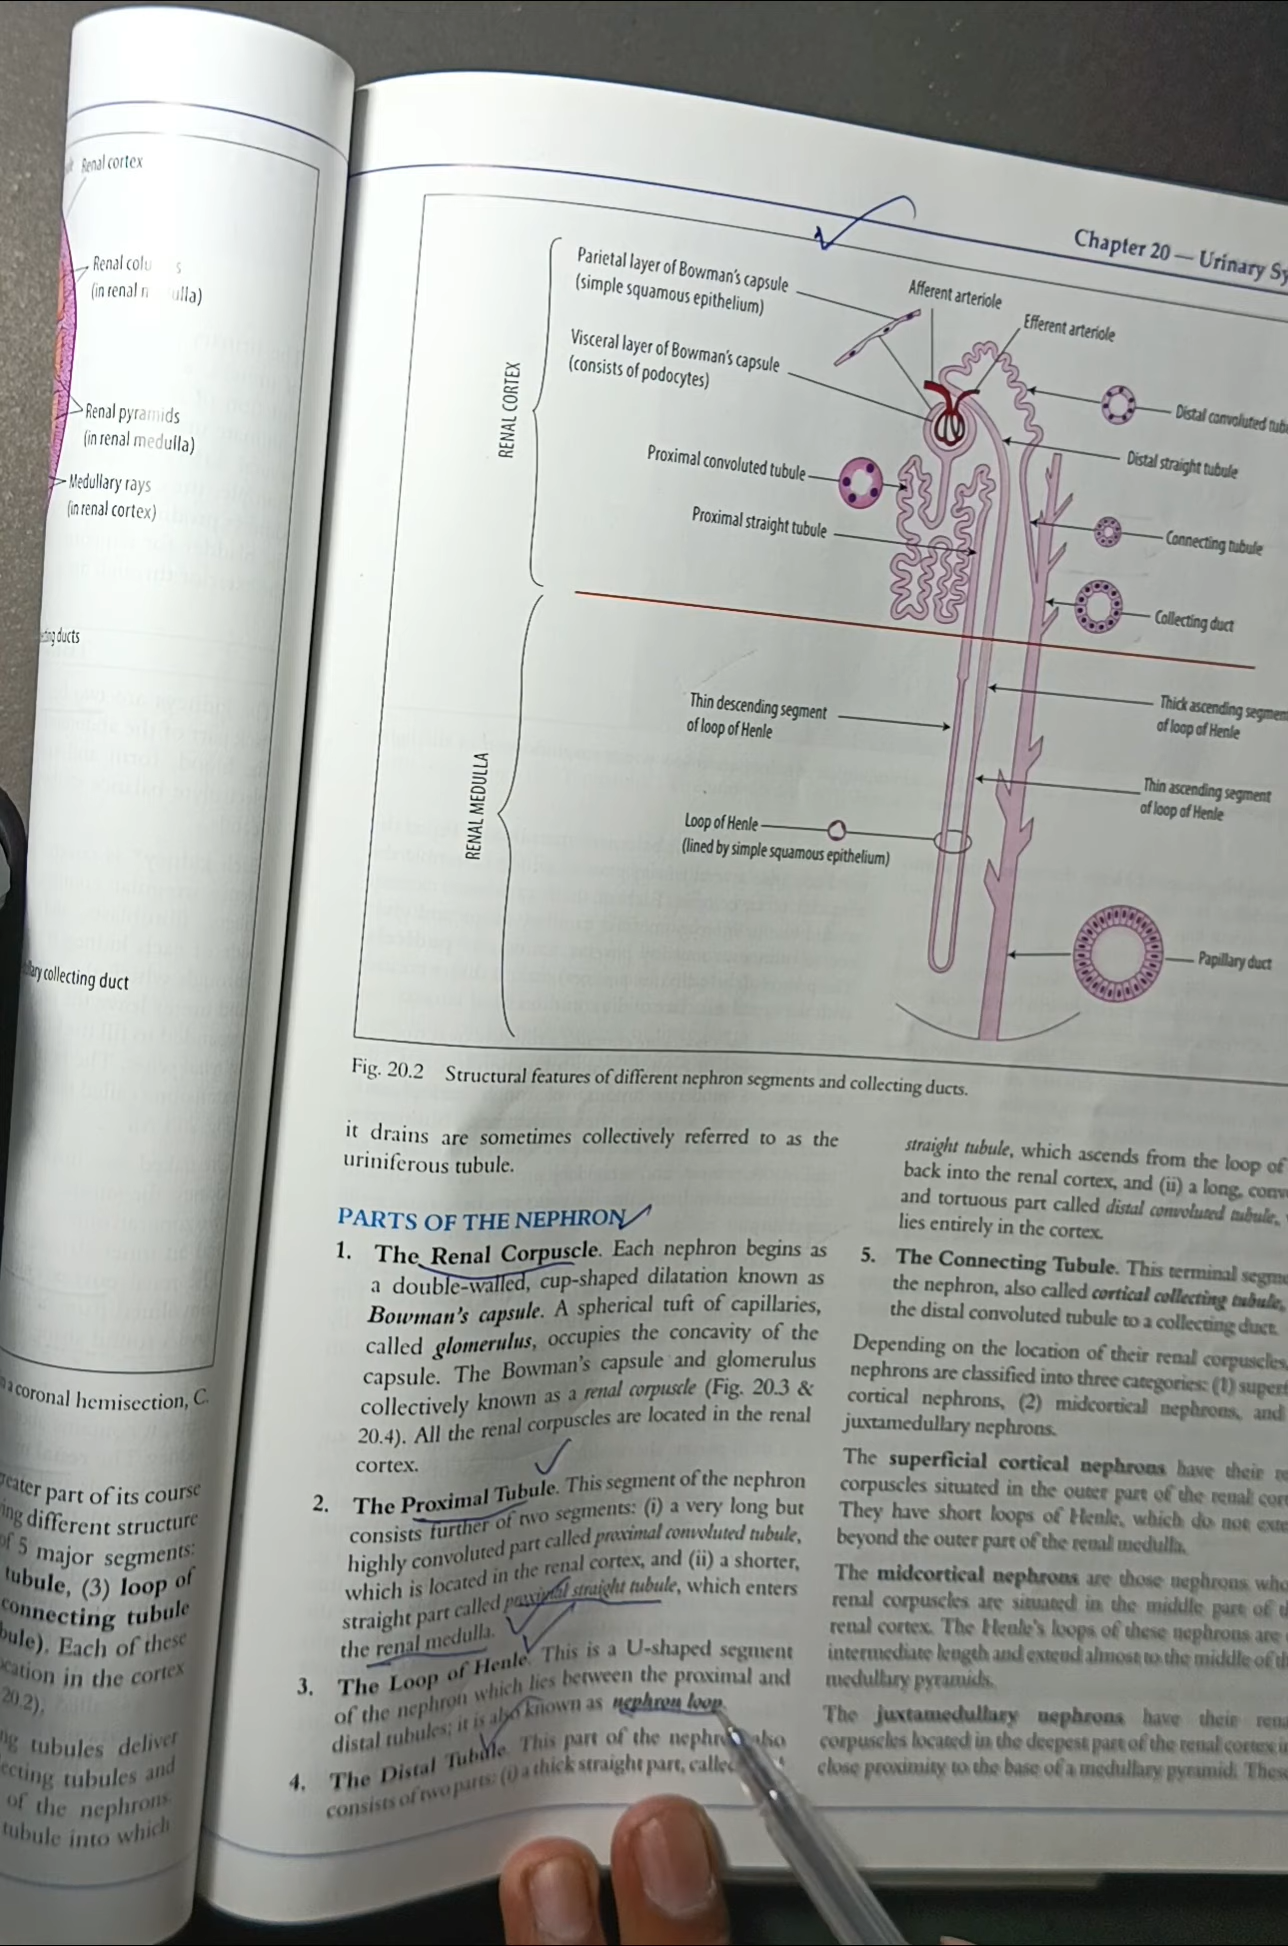 Renal cortex
Renal colu s
(in renal ulla)
Renal pyramids
(in renal medulla)
Medullary rays
(in renal cortex)
ducts
collecting duct
a coronal hemisection, C.
part of its course
different structure
of 5 major segments:
tubule, (3) loop of
connecting tubule
Each of these
in the cortex
20.2).
tubules deliver
tubules and
of the nephrons
tubule into which
Chapter 20 — Urinary
RENAL CORTEX
Parietal layer of Bowman's capsule
(simple squamous epithelium)
Afferent arteriole
Efferent arteriole
Visceral layer of Bowman's capsule
(consists of podocytes)
Distal convoluted
Distal straight tubule
Proximal convoluted tubule
Proximal straight tubule
Connecting tubule
Collecting duct
RENAL MEDULLA
Thin descending segment
of loop of Henle
Thick ascending
of loop of Henle
Thin ascending segment
of loop of Henle
Loop of Henle
(lined by simple squamous epithelium)
Papillary duct
Fig. 20.2 Structural features of different nephron segments and collecting ducts.
it drains are sometimes collectively referred to as the
uriniferous tubule.
PARTS OF THE NEPHRON
1. The Renal Corpuscle. Each nephron begins as
a double-walled, cup-shaped dilatation known as
Bowman's capsule. A spherical tuft of capillaries,
called glomerulus, occupies the concavity of the
capsule. The Bowman's capsule and glomerulus
collectively known as a renal corpuscle (Fig. 20.3 &
20.4). All the renal corpuscles are located in the renal
cortex.
2. The Proximal Tubule. This segment of the nephron
consists further of two segments: (i) a very long but
highly convoluted part called proximal convoluted tubule,
which is located in the renal cortex, and (ii) a shorter,
straight part called proximal straight tubule, which enters
the renal medulla.
3. The Loop of Henle. This is a U-shaped segment
of the nephron which lies between the proximal and
distal tubules; it is also known as nephron loop.
4. The Distal Tubule. This part of the nephron also
consists of two parts: (i) a thick straight part,
straight tubule, which ascends from the loop of
back into the renal cortex, and (ii) a long,
and tortuous part called distal convoluted tubule,
lies entirely in the cortex.
5. The Connecting Tubule. This terminal
the nephron, also called cortical collecting tubule,
the distal convoluted tubule to a collecting duct.
Depending on the location of their renal corpuscles,
nephrons are classified into three categories: (1)
cortical nephrons, (2) midcortical nephrons, and
juxtamedullary nephrons.
The superficial cortical nephrons have their
corpuscles situated in the outer part of the renal
They have short loops of Henle, which do not
beyond the outer part of the renal medulla.
The midcortical nephrons are those nephrons
renal corpuscles are situated in the middle part of
renal cortex. The Henle's loops of these nephrons are
intermediate length and extend almost to the middle of
medullary pyramids.
The juxtamedullary nephrons have their
corpuscles located in the deepest part of the renal cortex
close proximity to the base of a medullary pyramid.